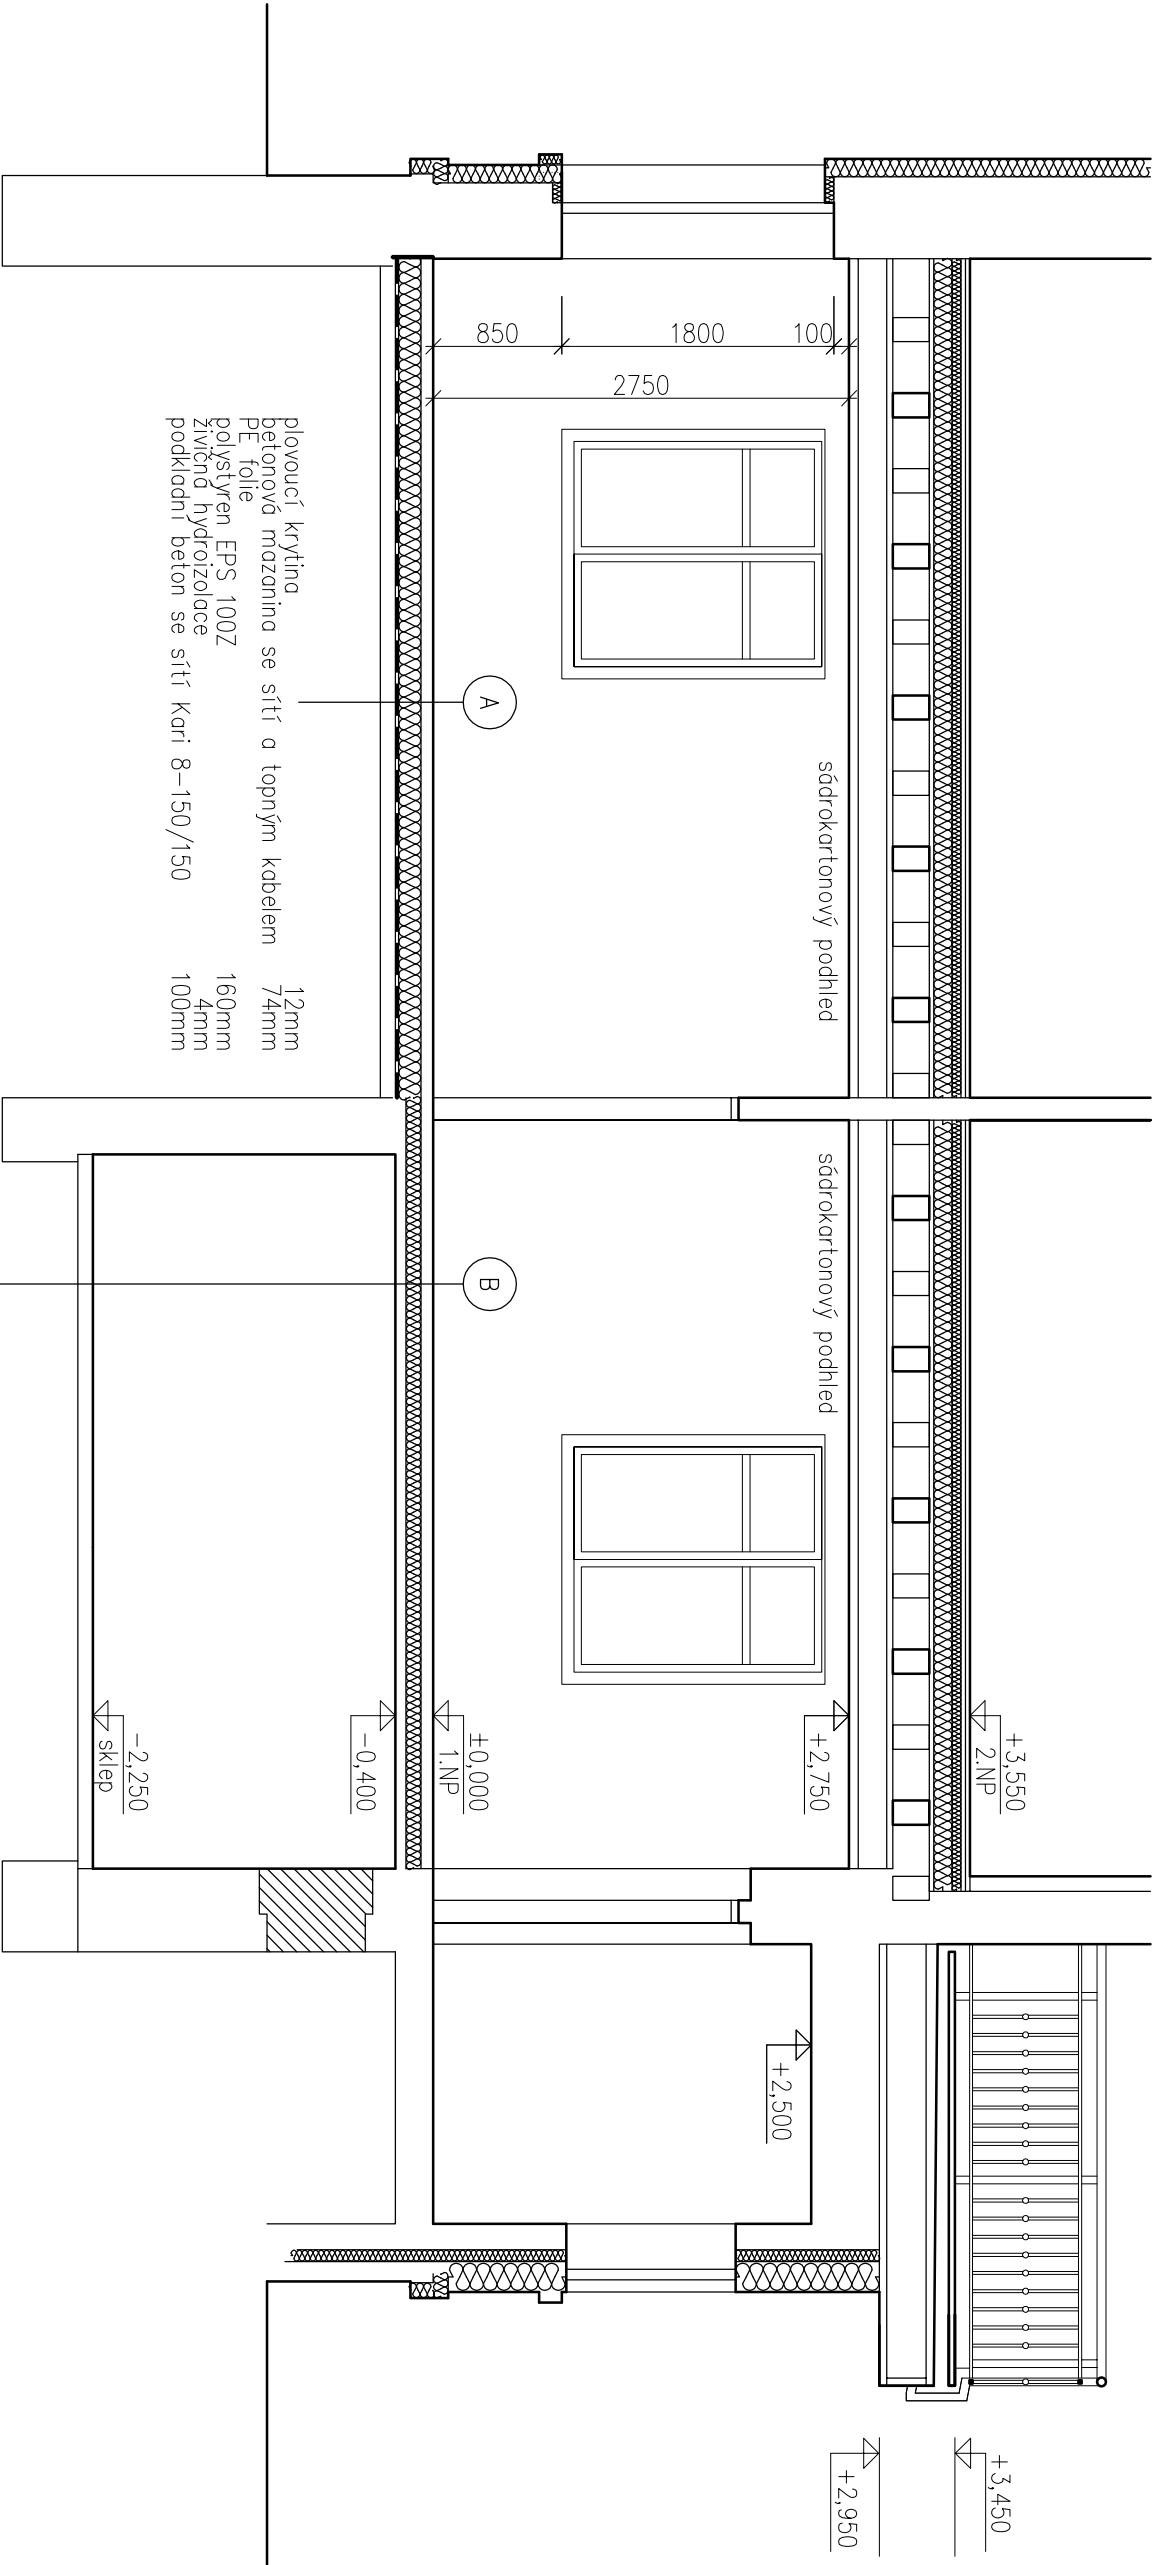 +3,550
2.NP
+3,450
+2,950
+2,750
+2,500
sádrokartonový podhled
sádrokartonový podhled
100
1800
850
2750
A
B
±0,000
1.NP
-0,400
-2,250
sklep
plovoucí krytina 12mm
betonová mazanina se sítí a topným kabelem 74mm
PE folie
polystyren EPS 100Z 160mm
živičná hydroizolace 4mm
podkladní beton se sítí Kari 8-150/150 100mm